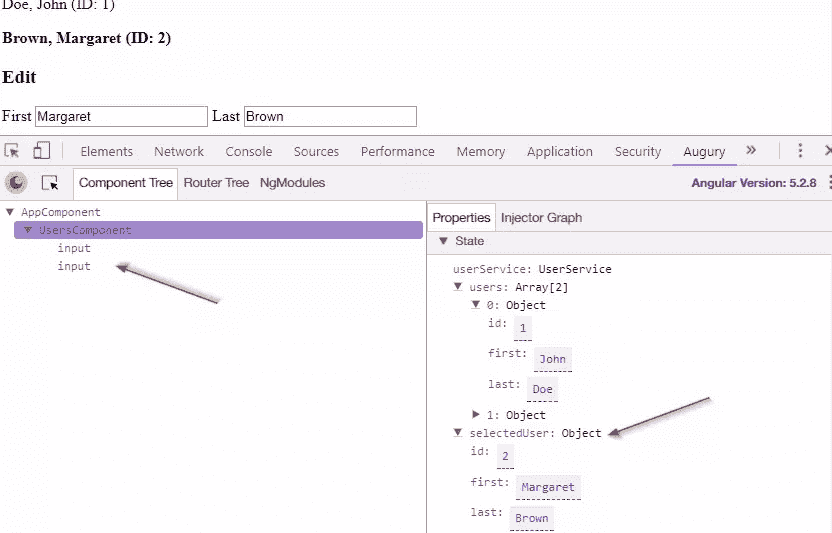 Doe, John (ID: 1)
Brown, Margaret (ID: 2)
Edit
First Margaret Last Brown
Elements Network Console Sources Performance Memory Application Security Augury »
Component Tree Router Tree NgModules Angular Version: 5.2.8
AppComponent
UsersComponent
input
input
Properties Injector Graph
State
userService: UserService
users: Array[2]
0: Object
id: 1
first: John
last: Doe
1: Object
selectedUser: Object
id: 2
first: Margaret
last: Brown